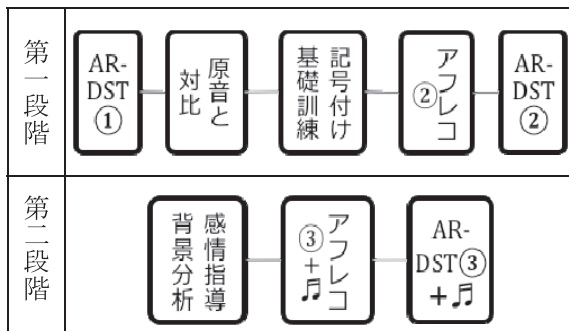 第一段階
AR-
DST
①
原音と
対比
記号付け
基礎訓練
アフレコ
②
AR-
DST
②
第二段階
感情指導
背景分析
アフレコ
③+♬
AR-
DST③
+♬